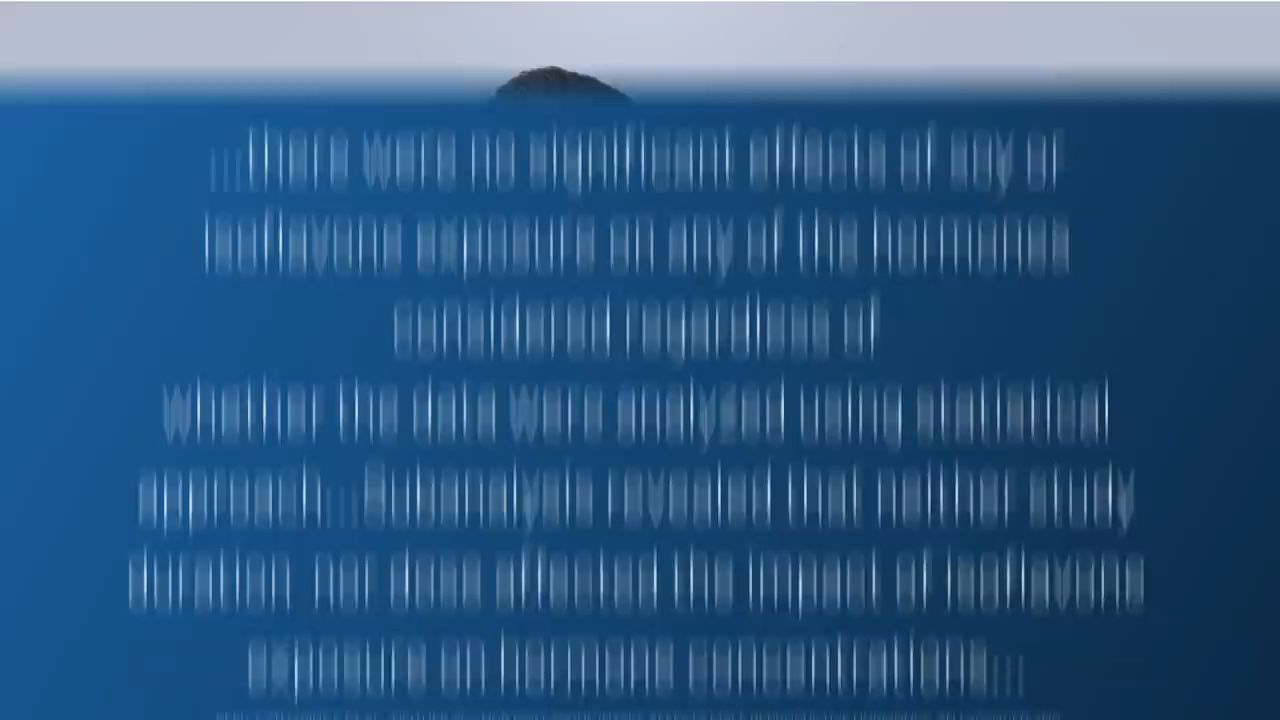 ...there were no significant effects of soy or
isoflavone exposure on any of the hormones
considered regardless of
whether the data were analyzed using statistical
approach...Subanalysis revealed that neither study
duration nor dose affected the impact of isoflavone
exposure on hormone concentrations...